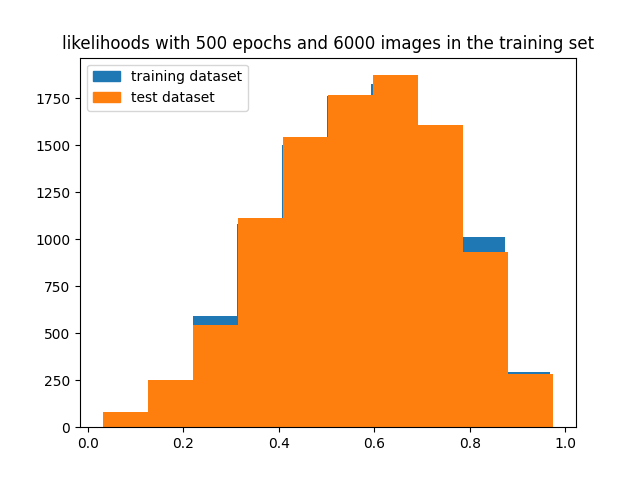 likelihoods with 500 epochs and 6000 images in the training set
training dataset
test dataset
1750
1500
1250
1000
750
500
250
0
0.0 0.2 0.4 0.6 0.8 1.0